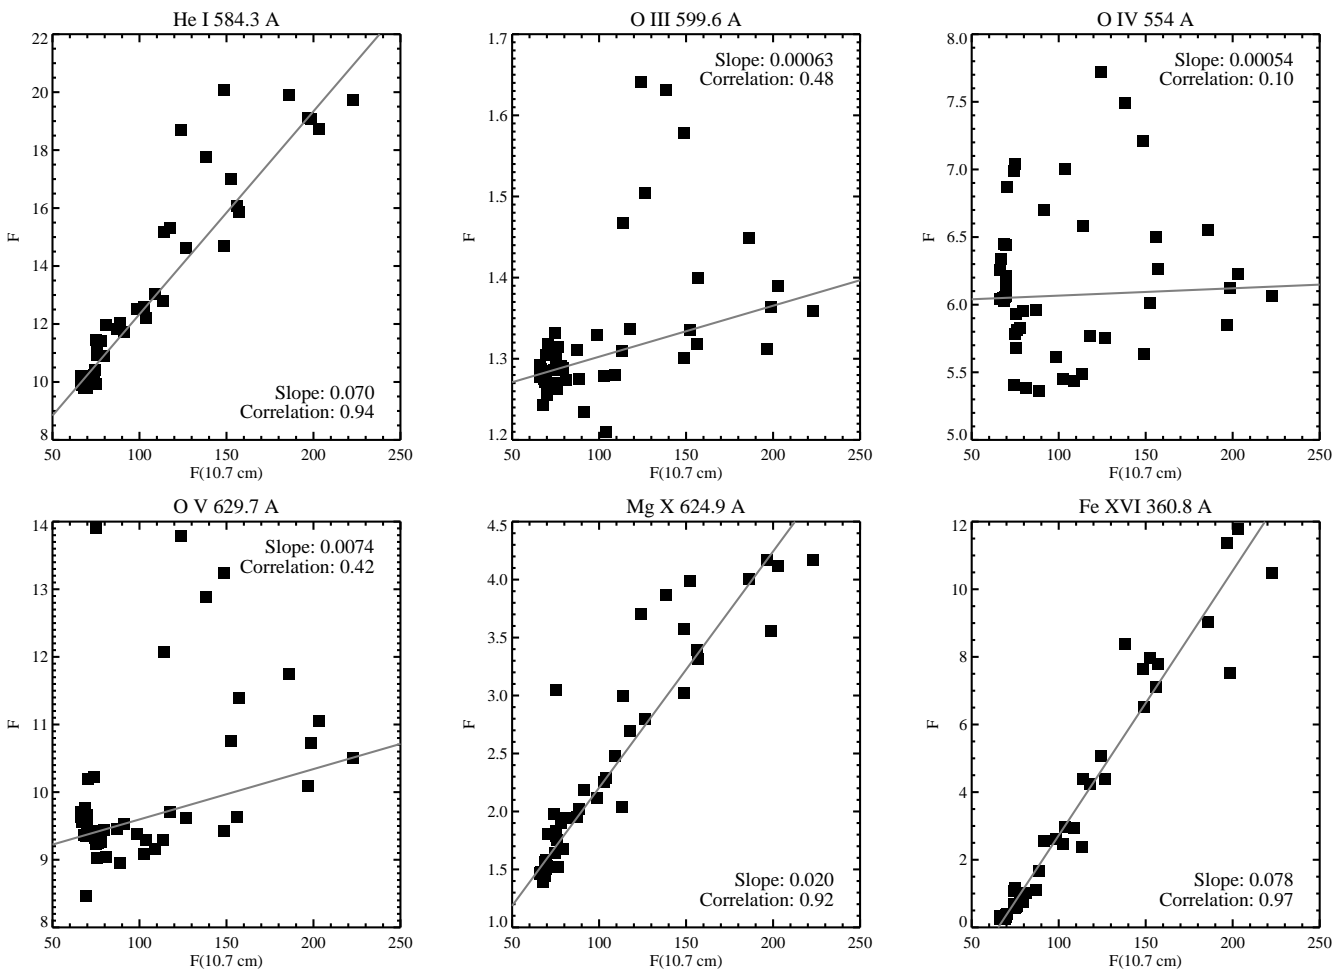 He I 584.3 A
22
20
18
16
14
12
10
8
F
Slope: 0.070
Correlation: 0.94
50 100 150 200 250
F(10.7 cm)
O III 599.6 A
1.7
1.6
1.5
1.4
1.3
1.2
F
Slope: 0.00063
Correlation: 0.48
50 100 150 200 250
F(10.7 cm)
O IV 554 A
8.0
7.5
7.0
6.5
6.0
5.5
5.0
F
Slope: 0.00054
Correlation: 0.10
50 100 150 200 250
F(10.7 cm)
O V 629.7 A
14
13
12
11
10
9
8
F
Slope: 0.0074
Correlation: 0.42
50 100 150 200 250
F(10.7 cm)
Mg X 624.9 A
4.5
4.0
3.5
3.0
2.5
2.0
1.5
1.0
F
Slope: 0.020
Correlation: 0.92
50 100 150 200 250
F(10.7 cm)
Fe XVI 360.8 A
12
10
8
6
4
2
0
F
Slope: 0.078
Correlation: 0.97
50 100 150 200 250
F(10.7 cm)